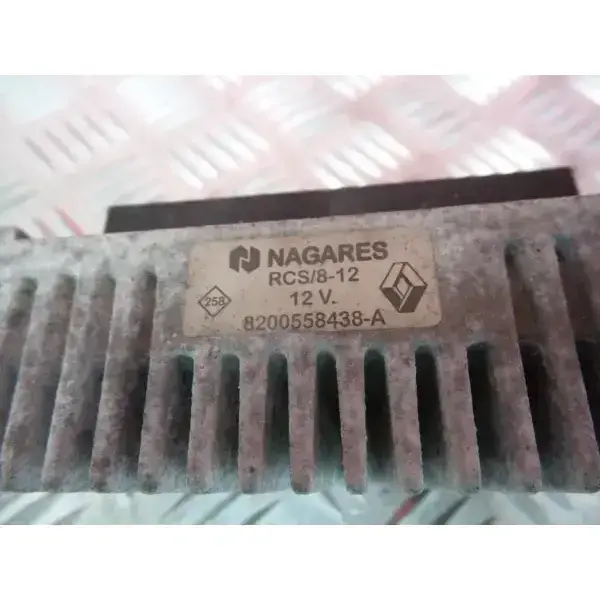 NAGARES
RCS/8-12
258
12 V.
8200558438-A